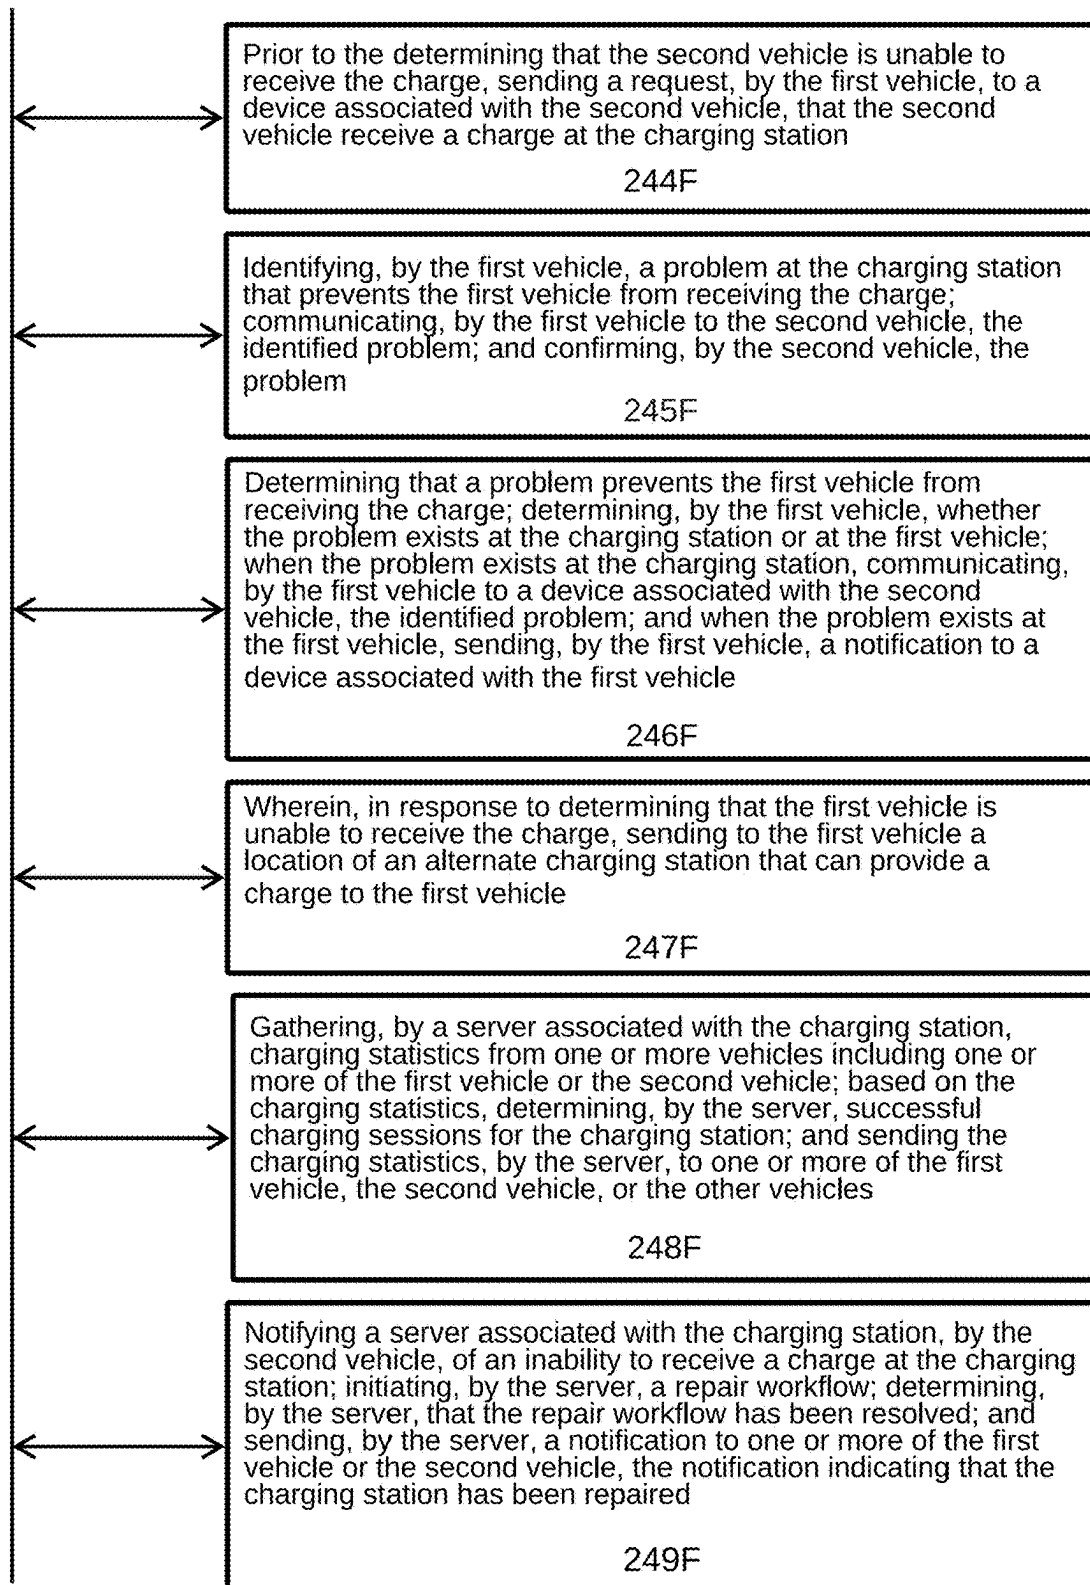 Prior to the determining that the second vehicle is unable to
receive the charge, sending a request, by the first vehicle, to a
device associated with the second vehicle, that the second
vehicle receive a charge at the charging station
244F
Identifying, by the first vehicle, a problem at the charging station
that prevents the first vehicle from receiving the charge;
communicating, by the first vehicle to the second vehicle, the
identified problem; and confirming, by the second vehicle, the
problem
245F
Determining that a problem prevents the first vehicle from
receiving the charge; determining, by the first vehicle, whether
the problem exists at the charging station or at the first vehicle;
when the problem exists at the charging station, communicating,
by the first vehicle to a device associated with the second
vehicle, the identified problem; and when the problem exists at
the first vehicle, sending, by the first vehicle, a notification to a
device associated with the first vehicle
246F
Wherein, in response to determining that the first vehicle is
unable to receive the charge, sending to the first vehicle a
location of an alternate charging station that can provide a
charge to the first vehicle
247F
Gathering, by a server associated with the charging station,
charging statistics from one or more vehicles including one or
more of the first vehicle or the second vehicle; based on the
charging statistics, determining, by the server, successful
charging sessions for the charging station; and sending the
charging statistics, by the server, to one or more of the first
vehicle, the second vehicle, or the other vehicles
248F
Notifying a server associated with the charging station, by the
second vehicle, of an inability to receive a charge at the charging
station; initiating, by the server, a repair workflow; determining,
by the server, that the repair workflow has been resolved; and
sending, by the server, a notification to one or more of the first
vehicle or the second vehicle, the notification indicating that the
charging station has been repaired
249F